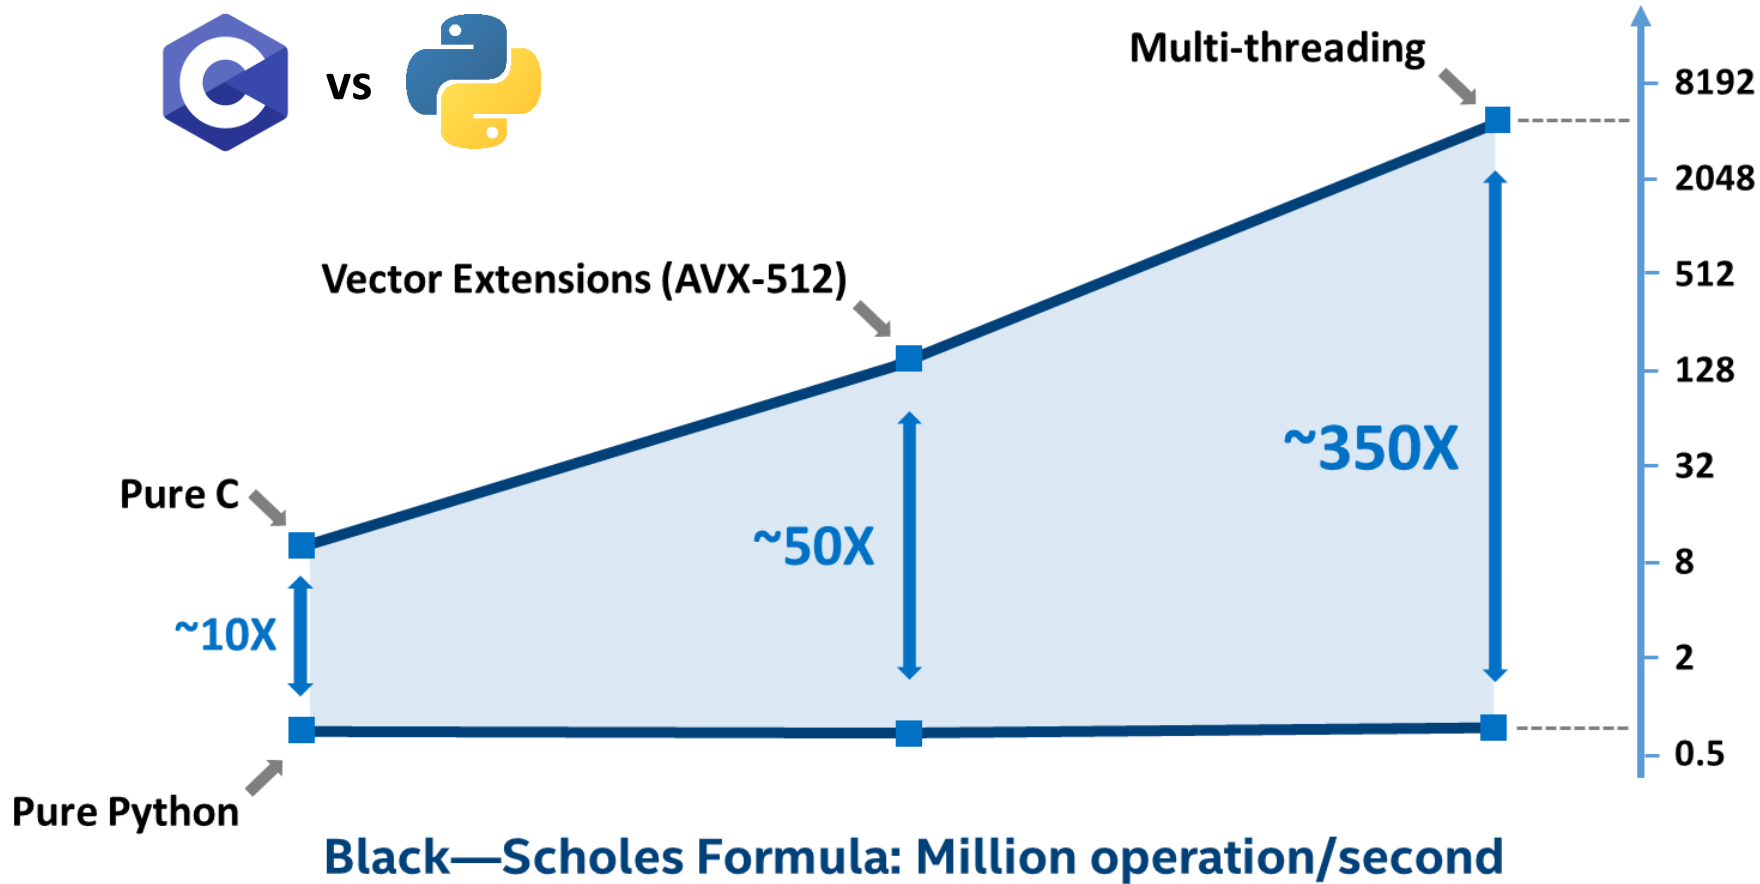 C vs
Multi-threading
8192
2048
Vector Extensions (AVX-512)
512
128
~350X
Pure C
32
~50X
8
~10X
2
0.5
Pure Python
Black—Scholes Formula: Million operation/second